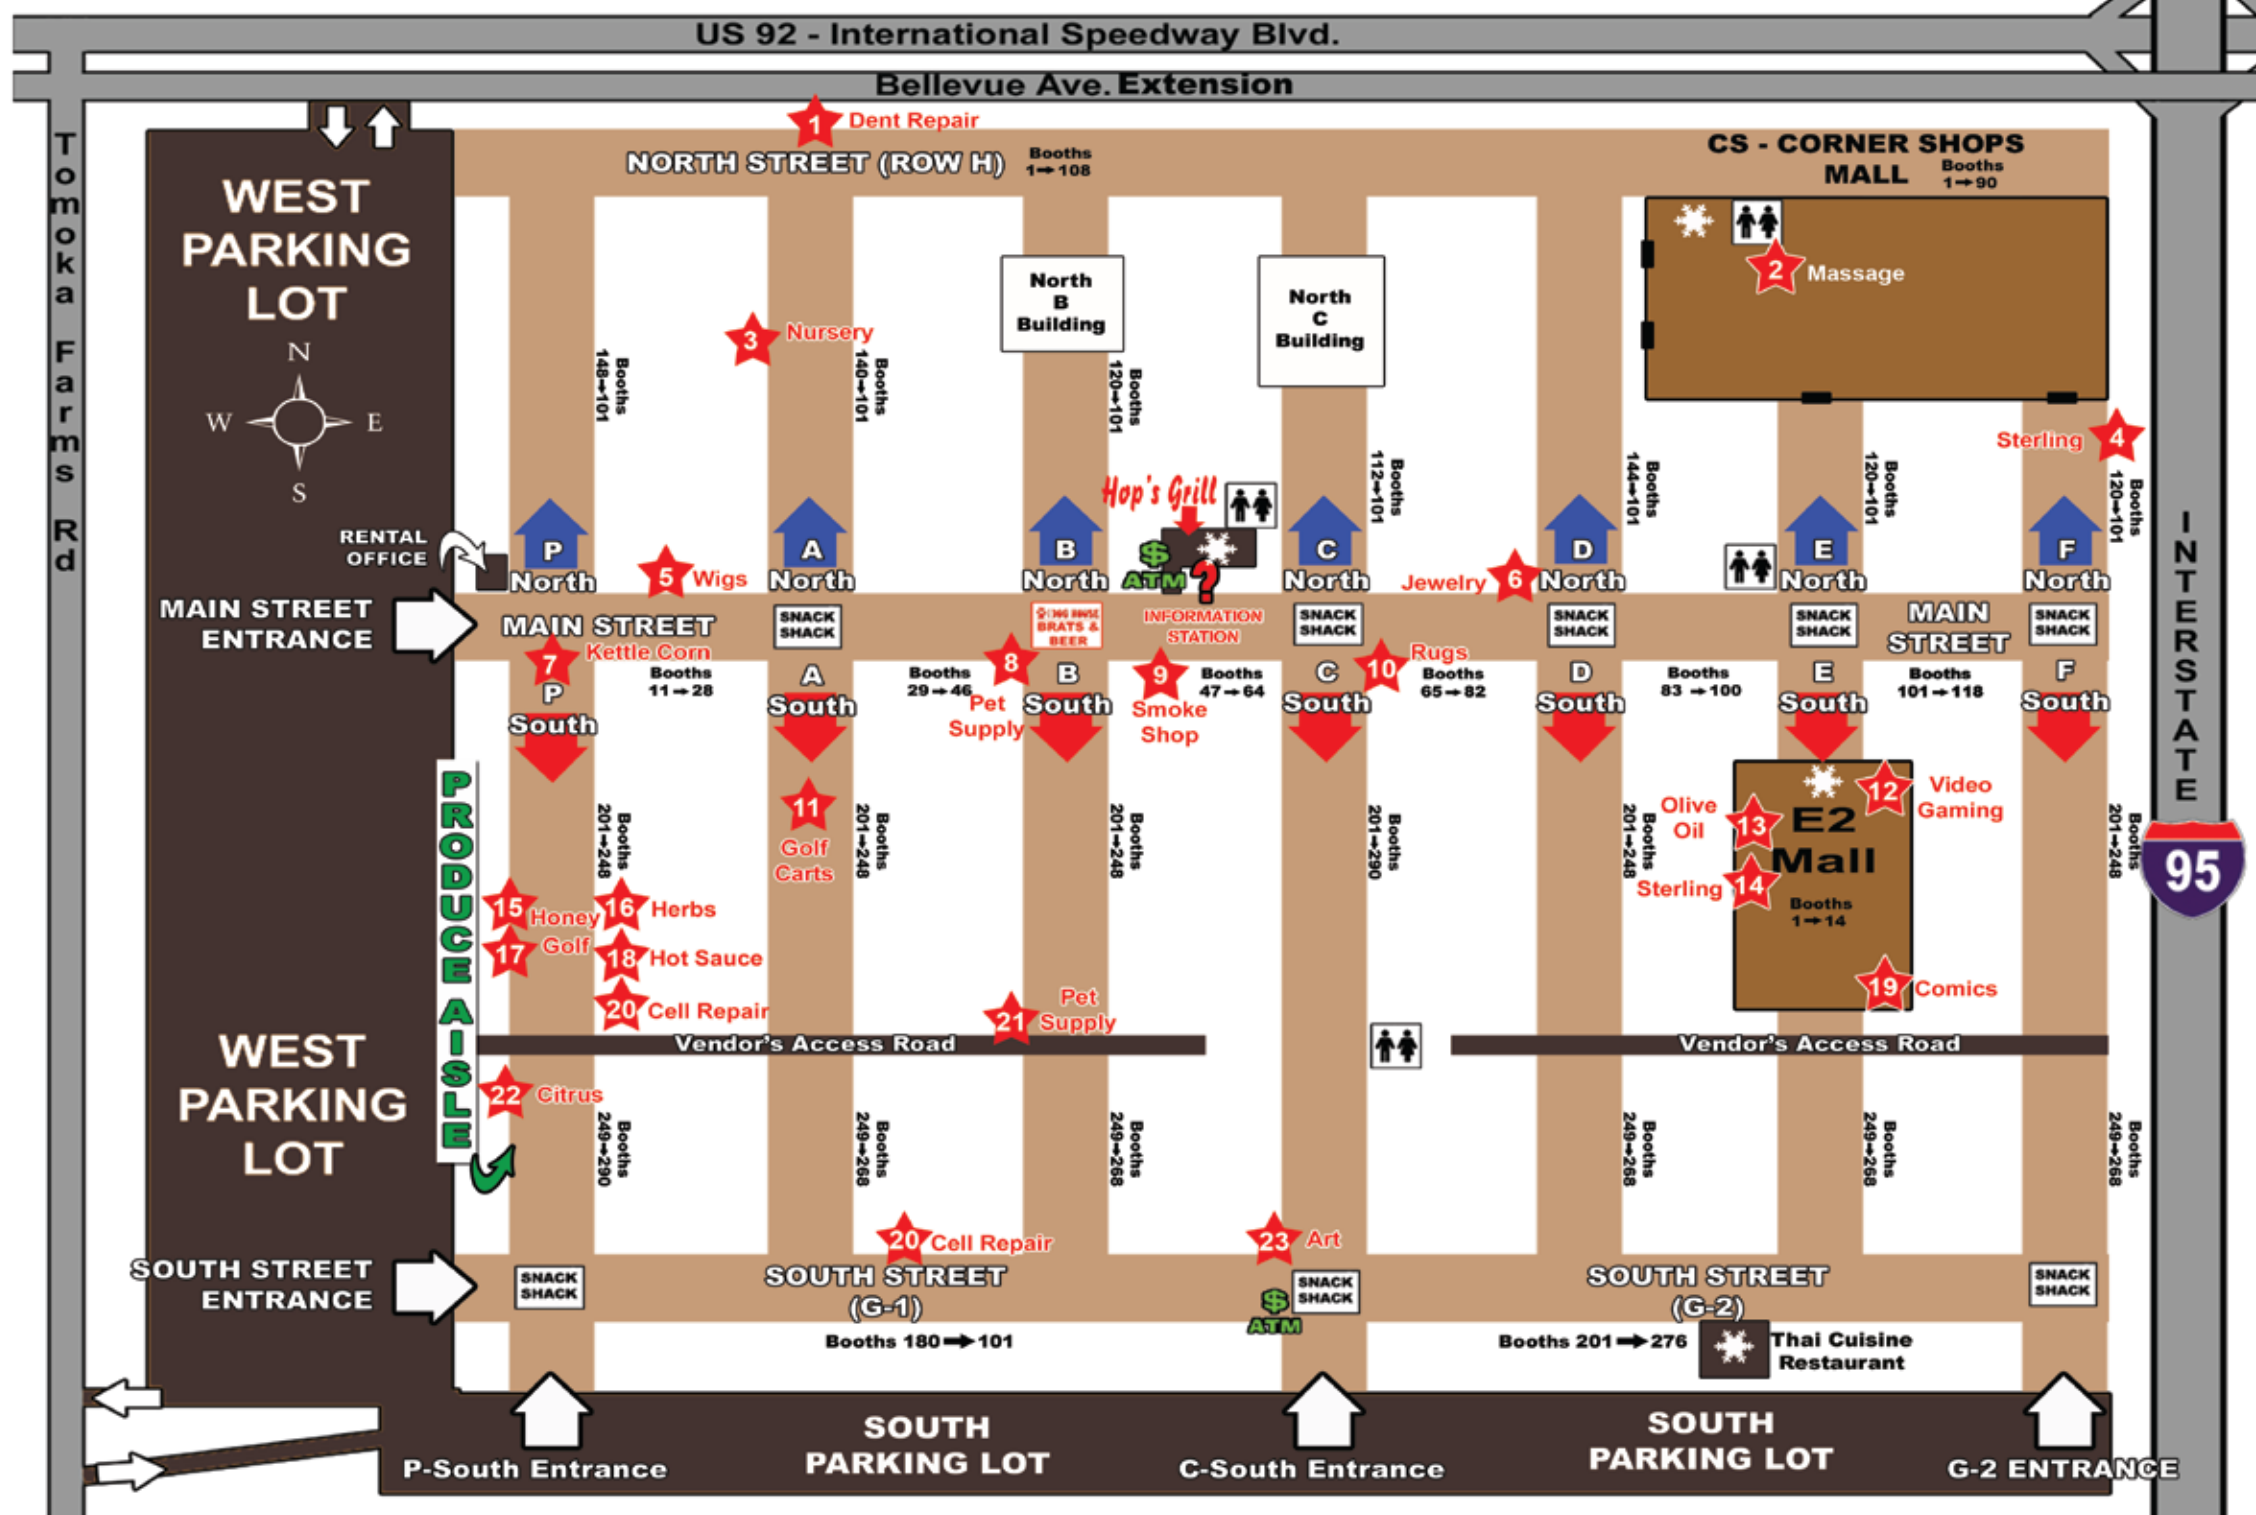 US 92 - International Speedway Blvd.
Bellevue Ave. Extension
Tomoka Farms Rd
1 Dent Repair
NORTH STREET (ROW H)
Booths
1→108
CS - CORNER SHOPS
MALL
Booths
1→90
WEST
PARKING
LOT
N
W
E
S
2 Massage
North
B
Building
North
C
Building
3 Nursery
Booths
148→101
Booths
140→101
Booths
120→101
Booths
112→101
Booths
144→101
Booths
120→101
Sterling 4
Booths
120→101
Hop's Grill
$
ATM
?
INFORMATION
STATION
RENTAL
OFFICE
P
North
5 Wigs
A
North
B
North
C
North
Jewelry 6
D
North
E
North
F
North
MAIN STREET
ENTRANCE
MAIN STREET
SNACK
SHACK
BRATS &
BEER
SNACK
SHACK
SNACK
SHACK
SNACK
SHACK
MAIN
STREET
SNACK
SHACK
7 Kettle Corn
P
South
Booths
11→28
A
South
Booths
29→46
8
Pet
Supply
B
South
9
Smoke
Shop
Booths
47→64
C
South
10 Rugs
Booths
65→82
D
South
Booths
83→100
E
South
Booths
101→118
F
South
INTERSTATE
95
PRODUCE AISLE
Booths
201→248
11
Golf
Carts
Booths
201→248
Booths
201→248
Booths
201→290
Booths
201→248
Olive
Oil
13
Sterling 14
E2
Mall
Booths
1→14
12
Video
Gaming
19 Comics
Booths
201→248
15 Honey
16 Herbs
17 Golf
18 Hot Sauce
20 Cell Repair
21
Pet
Supply
Vendor's Access Road
Vendor's Access Road
WEST
PARKING
LOT
22 Citrus
Booths
249→290
Booths
249→268
Booths
249→268
Booths
249→268
Booths
249→268
Booths
249→268
20 Cell Repair
23 Art
SOUTH STREET
ENTRANCE
SNACK
SHACK
SOUTH STREET
(G-1)
Booths 180→101
$
ATM
SNACK
SHACK
SOUTH STREET
(G-2)
Booths 201→276
Thai Cuisine
Restaurant
SNACK
SHACK
SOUTH
PARKING LOT
SOUTH
PARKING LOT
P-South Entrance
C-South Entrance
G-2 ENTRANCE